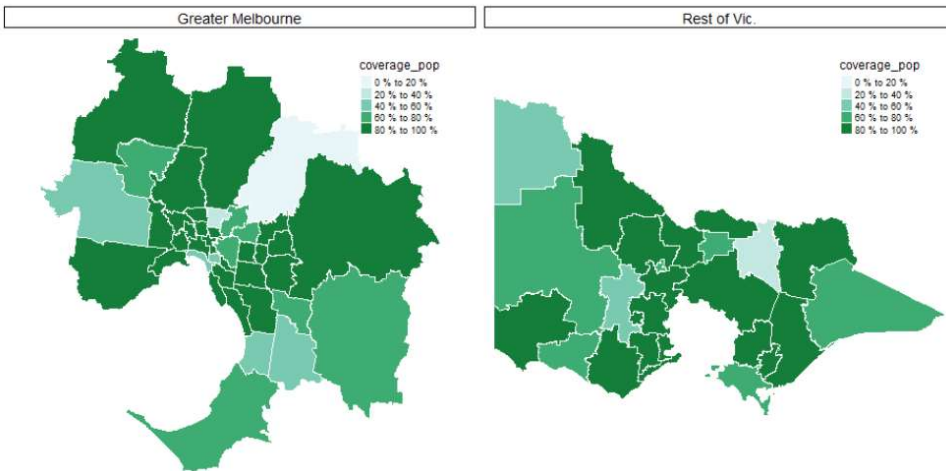 Greater Melbourne
coverage_pop
0 % to 20 %
20 % to 40 %
40 % to 60 %
60 % to 80 %
80 % to 100 %
Rest of Vic.
coverage_pop
0 % to 20 %
20 % to 40 %
40 % to 60 %
60 % to 80 %
80 % to 100 %